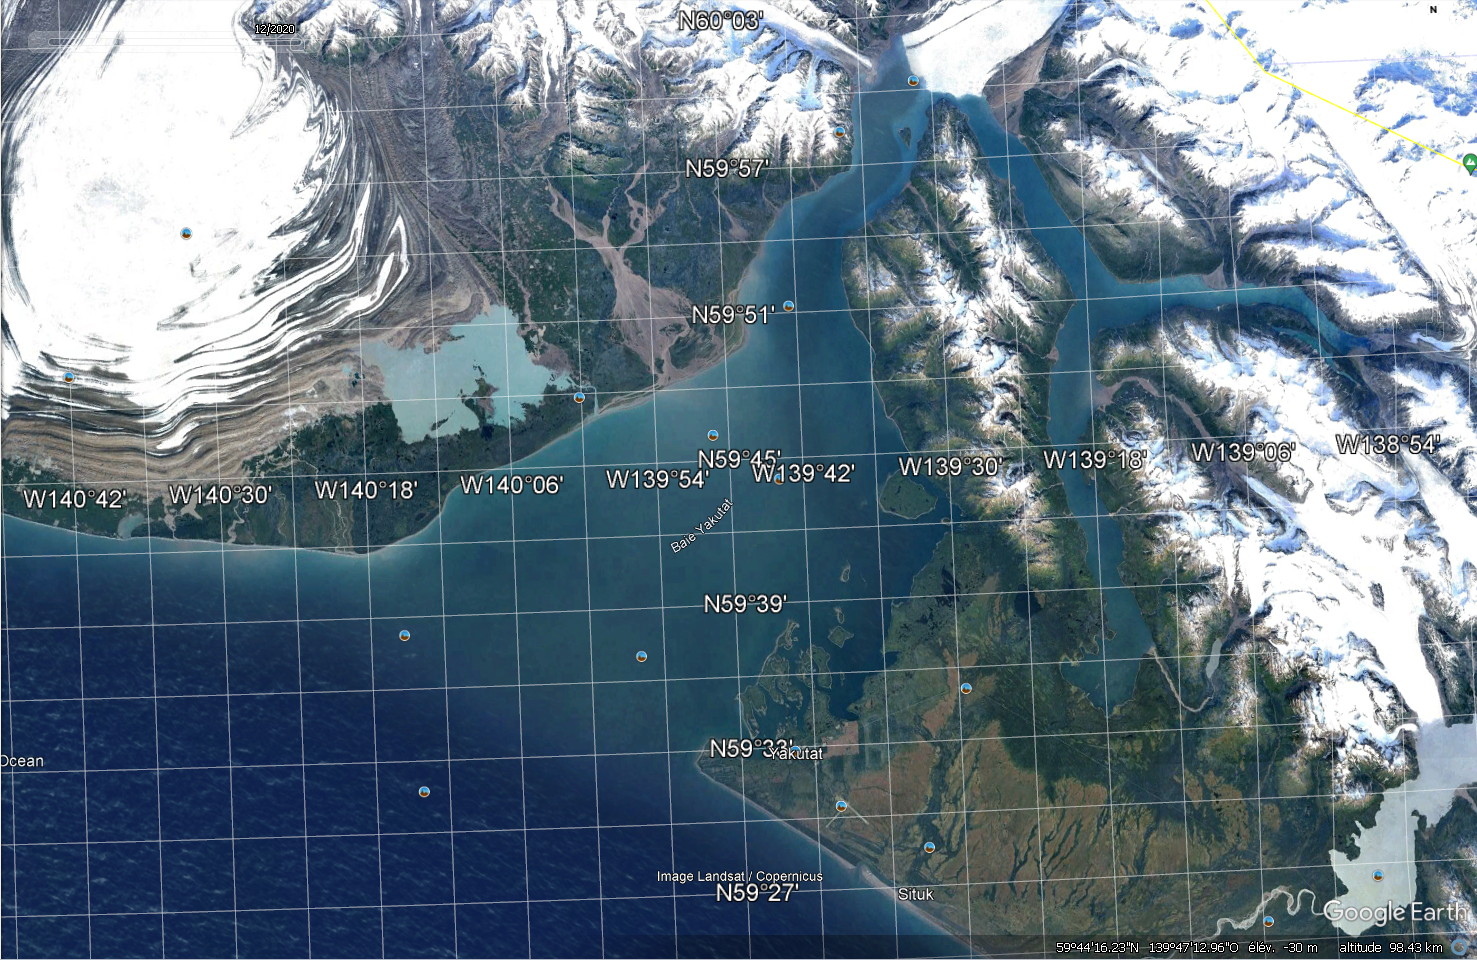 N
N60°03'
12/2020
N59°57'
N59°51'
N59°45'
W140°42'
W140°30'
W140°18'
W140°06'
W139°54'
W139°42'
W139°30'
W139°18'
W139°06'
W138°54'
Baie Yakutat
N59°39'
N59°33'
Yakutat
Ocean
Image Landsat / Copernicus
N59°27'
Situk
Google Earth
59°44'16.23"N 139°47'12.96"O élév. -30 m altitude 98.43 km